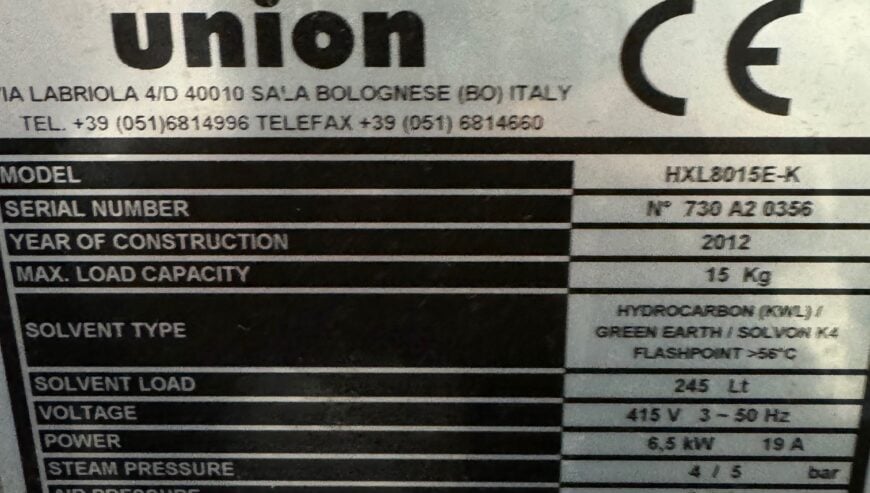 union
CE
VIA LABRIOLA 4/D 40010 SALA BOLOGNESE (BO) ITALY
TEL. +39 (051)6814996 TELEFAX +39 (051) 6814660
MODEL HXL8015E-K
SERIAL NUMBER N° 730 A2 0356
YEAR OF CONSTRUCTION 2012
MAX. LOAD CAPACITY 15 Kg
SOLVENT TYPE
HYDROCARBON (KWL) /
GREEN EARTH / SOLVON K4
FLASHPOINT >56°C
SOLVENT LOAD 245 Lt
VOLTAGE 415 V 3 ~ 50 Hz
POWER 6,5 kW 19 A
STEAM PRESSURE 4 / 5 bar
AIR PRESSURE